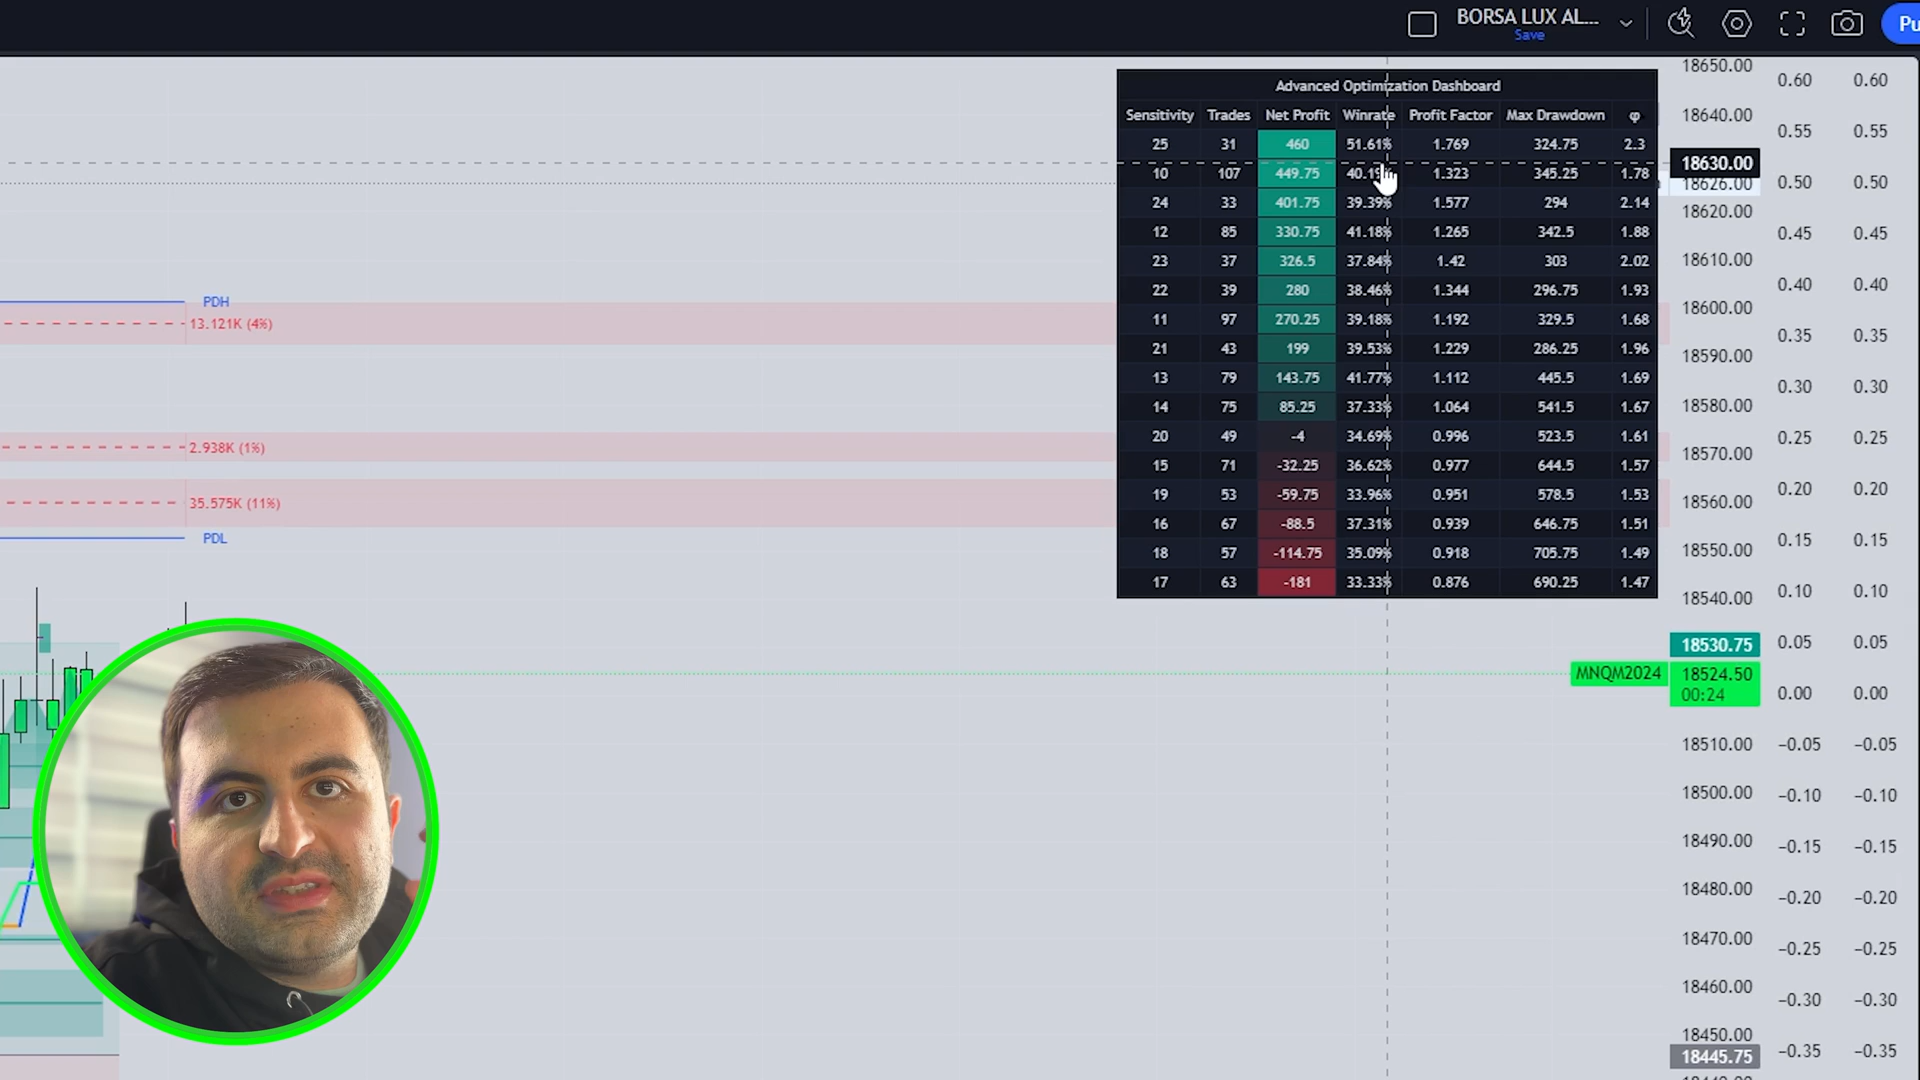 BORSA LUX AL...
Save
Pu
Advanced Optimization Dashboard
Sensitivity Trades Net Profit Winrate Profit Factor Max Drawdown φ
25 31 460 51.61% 1.769 324.75 2.3
10 107 449.75 40.19% 1.323 345.25 1.78
24 33 401.75 39.39% 1.577 294 2.14
12 85 330.75 41.18% 1.265 342.5 1.88
23 37 326.5 37.84% 1.42 303 2.02
22 39 280 38.46% 1.344 296.75 1.93
11 97 270.25 39.18% 1.192 329.5 1.68
21 43 199 39.53% 1.229 286.25 1.96
13 79 143.75 41.77% 1.112 445.5 1.69
14 75 85.25 37.33% 1.064 541.5 1.67
20 49 -4 34.69% 0.996 523.5 1.61
15 71 -32.25 36.62% 0.977 644.5 1.57
19 53 -59.75 33.96% 0.951 578.5 1.53
16 67 -88.5 37.31% 0.939 646.75 1.51
18 57 -114.75 35.09% 0.918 705.75 1.49
17 63 -181 33.33% 0.876 690.25 1.47
PDH
13.121K (4%)
2.938K (1%)
35.575K (11%)
PDL
MNQM2024
18650.00
18640.00
18630.00
18626.00
18620.00
18610.00
18600.00
18590.00
18580.00
18570.00
18560.00
18550.00
18540.00
18530.75
18524.50
00:24
18510.00
18500.00
18490.00
18480.00
18470.00
18460.00
18450.00
18445.75
0.60 0.60
0.55 0.55
0.50 0.50
0.45 0.45
0.40 0.40
0.35 0.35
0.30 0.30
0.25 0.25
0.20 0.20
0.15 0.15
0.10 0.10
0.05 0.05
0.00 0.00
−0.05 −0.05
−0.10 −0.10
−0.15 −0.15
−0.20 −0.20
−0.25 −0.25
−0.30 −0.30
−0.35 −0.35